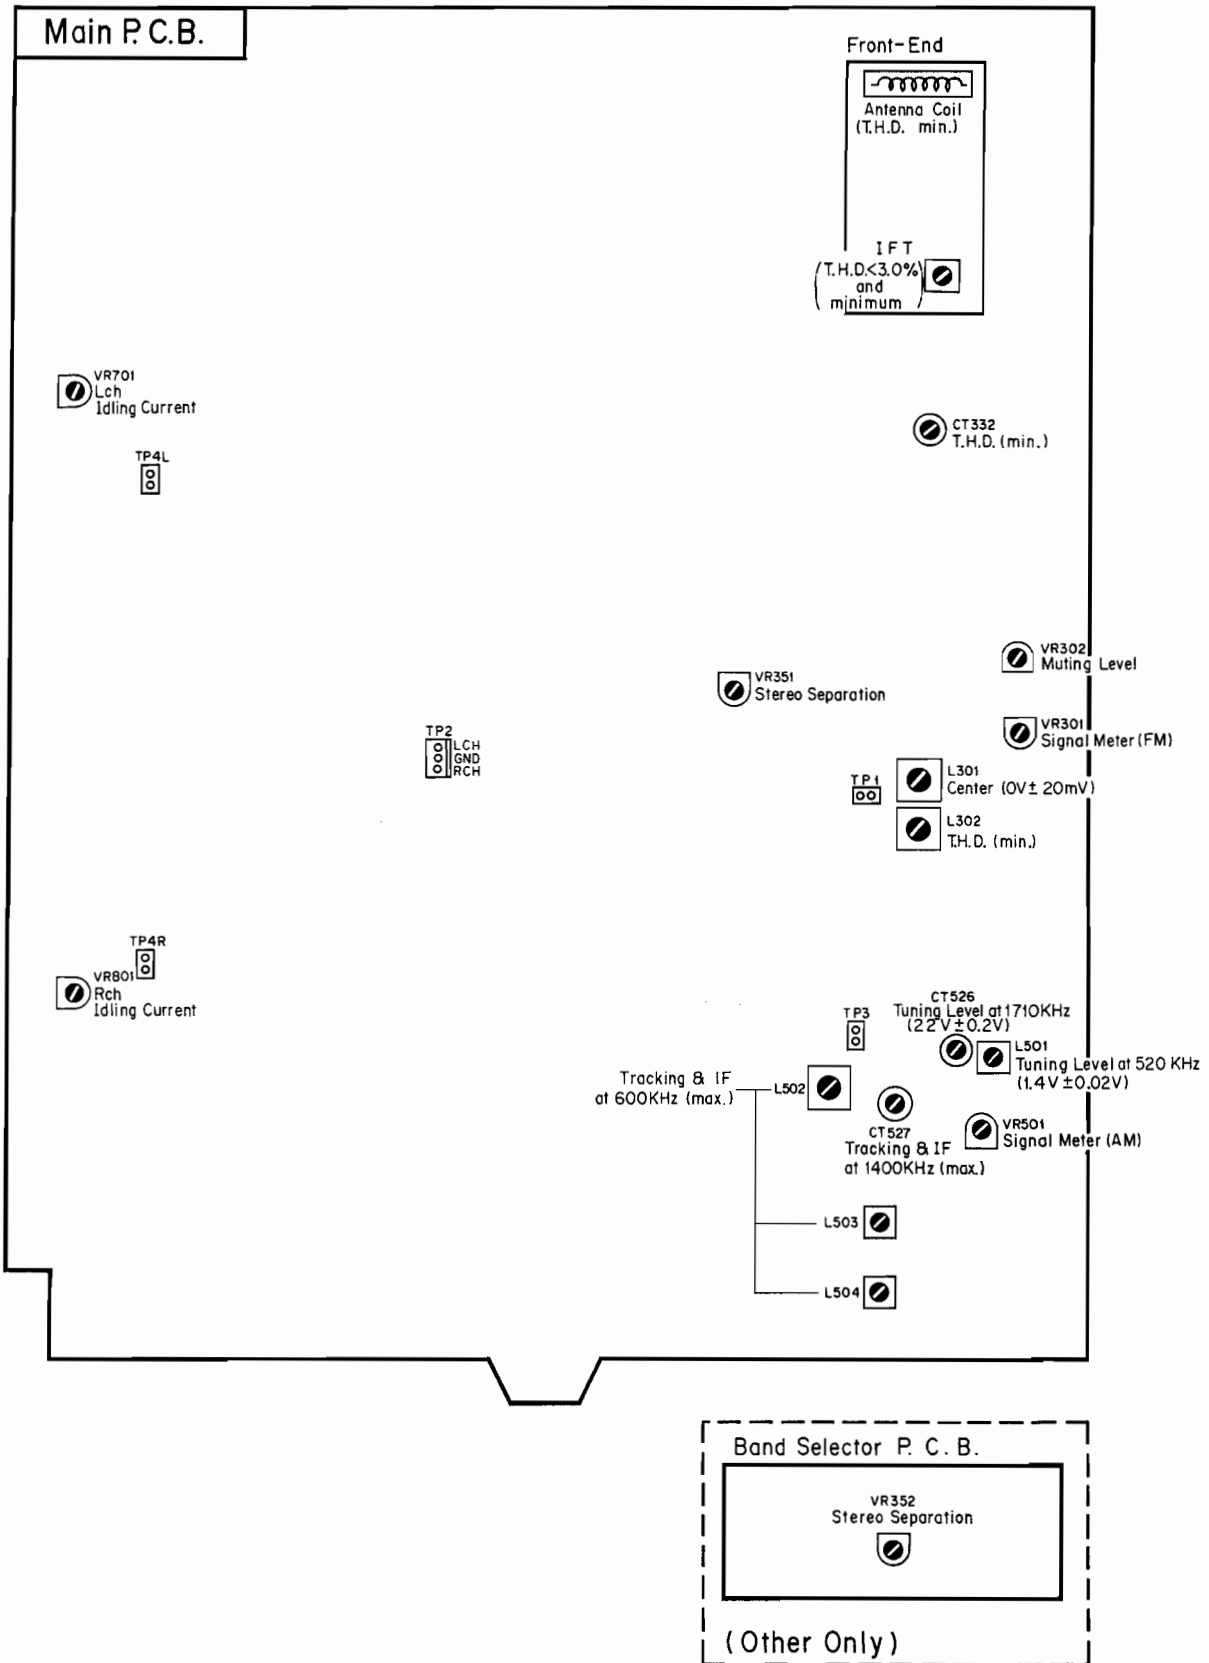 Main P.C.B.
Front-End
Antenna Coil
(T.H.D. min.)
IFT
(T.H.D.<3.0%
and
minimum)
VR701
Lch
Idling Current
TP4L
CT332
T.H.D. (min.)
VR302
Muting Level
VR351
Stereo Separation
VR301
Signal Meter (FM)
TP2
LCH
GND
RCH
TP1
L301
Center (0V± 20mV)
L302
T.H.D. (min.)
TP4R
VR801
Rch
Idling Current
TP3
CT526
Tuning Level at 1710KHz
(22V±0.2V)
L501
Tuning Level at 520 KHz
(1.4V±0.02V)
Tracking & IF
at 600KHz (max.)
L502
CT527
Tracking & IF
at 1400KHz (max.)
VR501
Signal Meter (AM)
L503
L504
Band Selector P.C.B.
VR352
Stereo Separation
(Other Only)